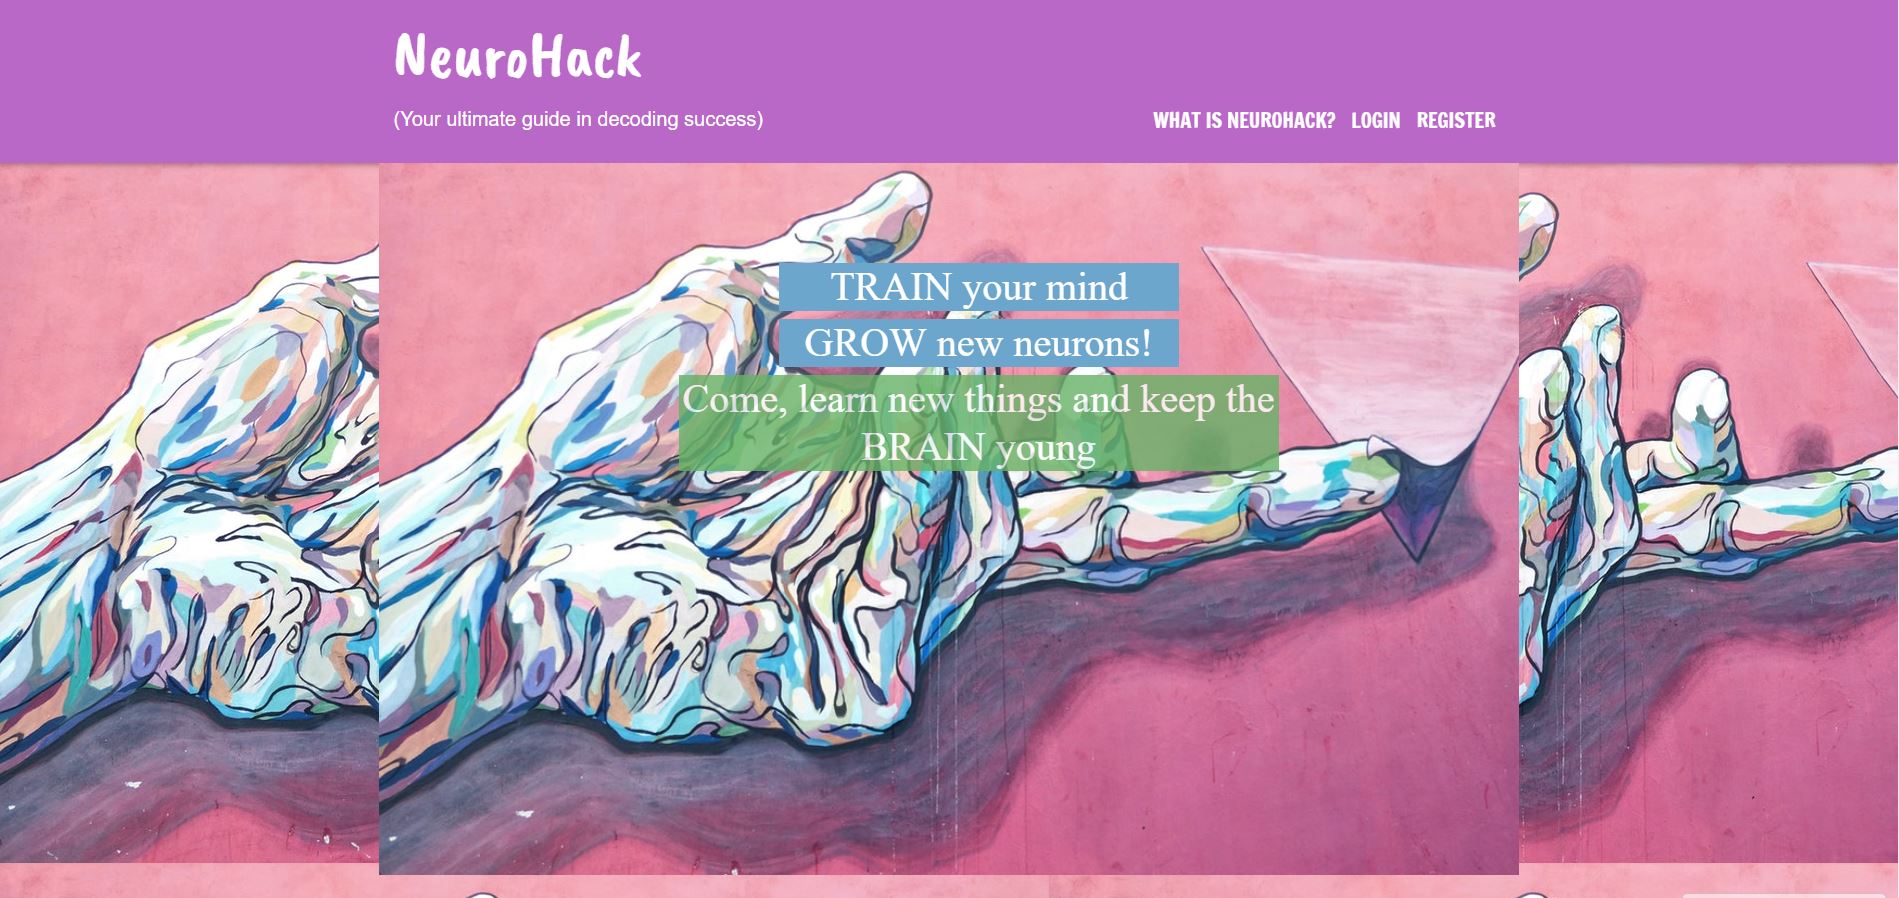 NeuroHack
(Your ultimate guide in decoding success)
WHAT IS NEUROHACK? LOGIN REGISTER
TRAIN your mind
GROW new neurons!
Come, learn new things and keep the
BRAIN young